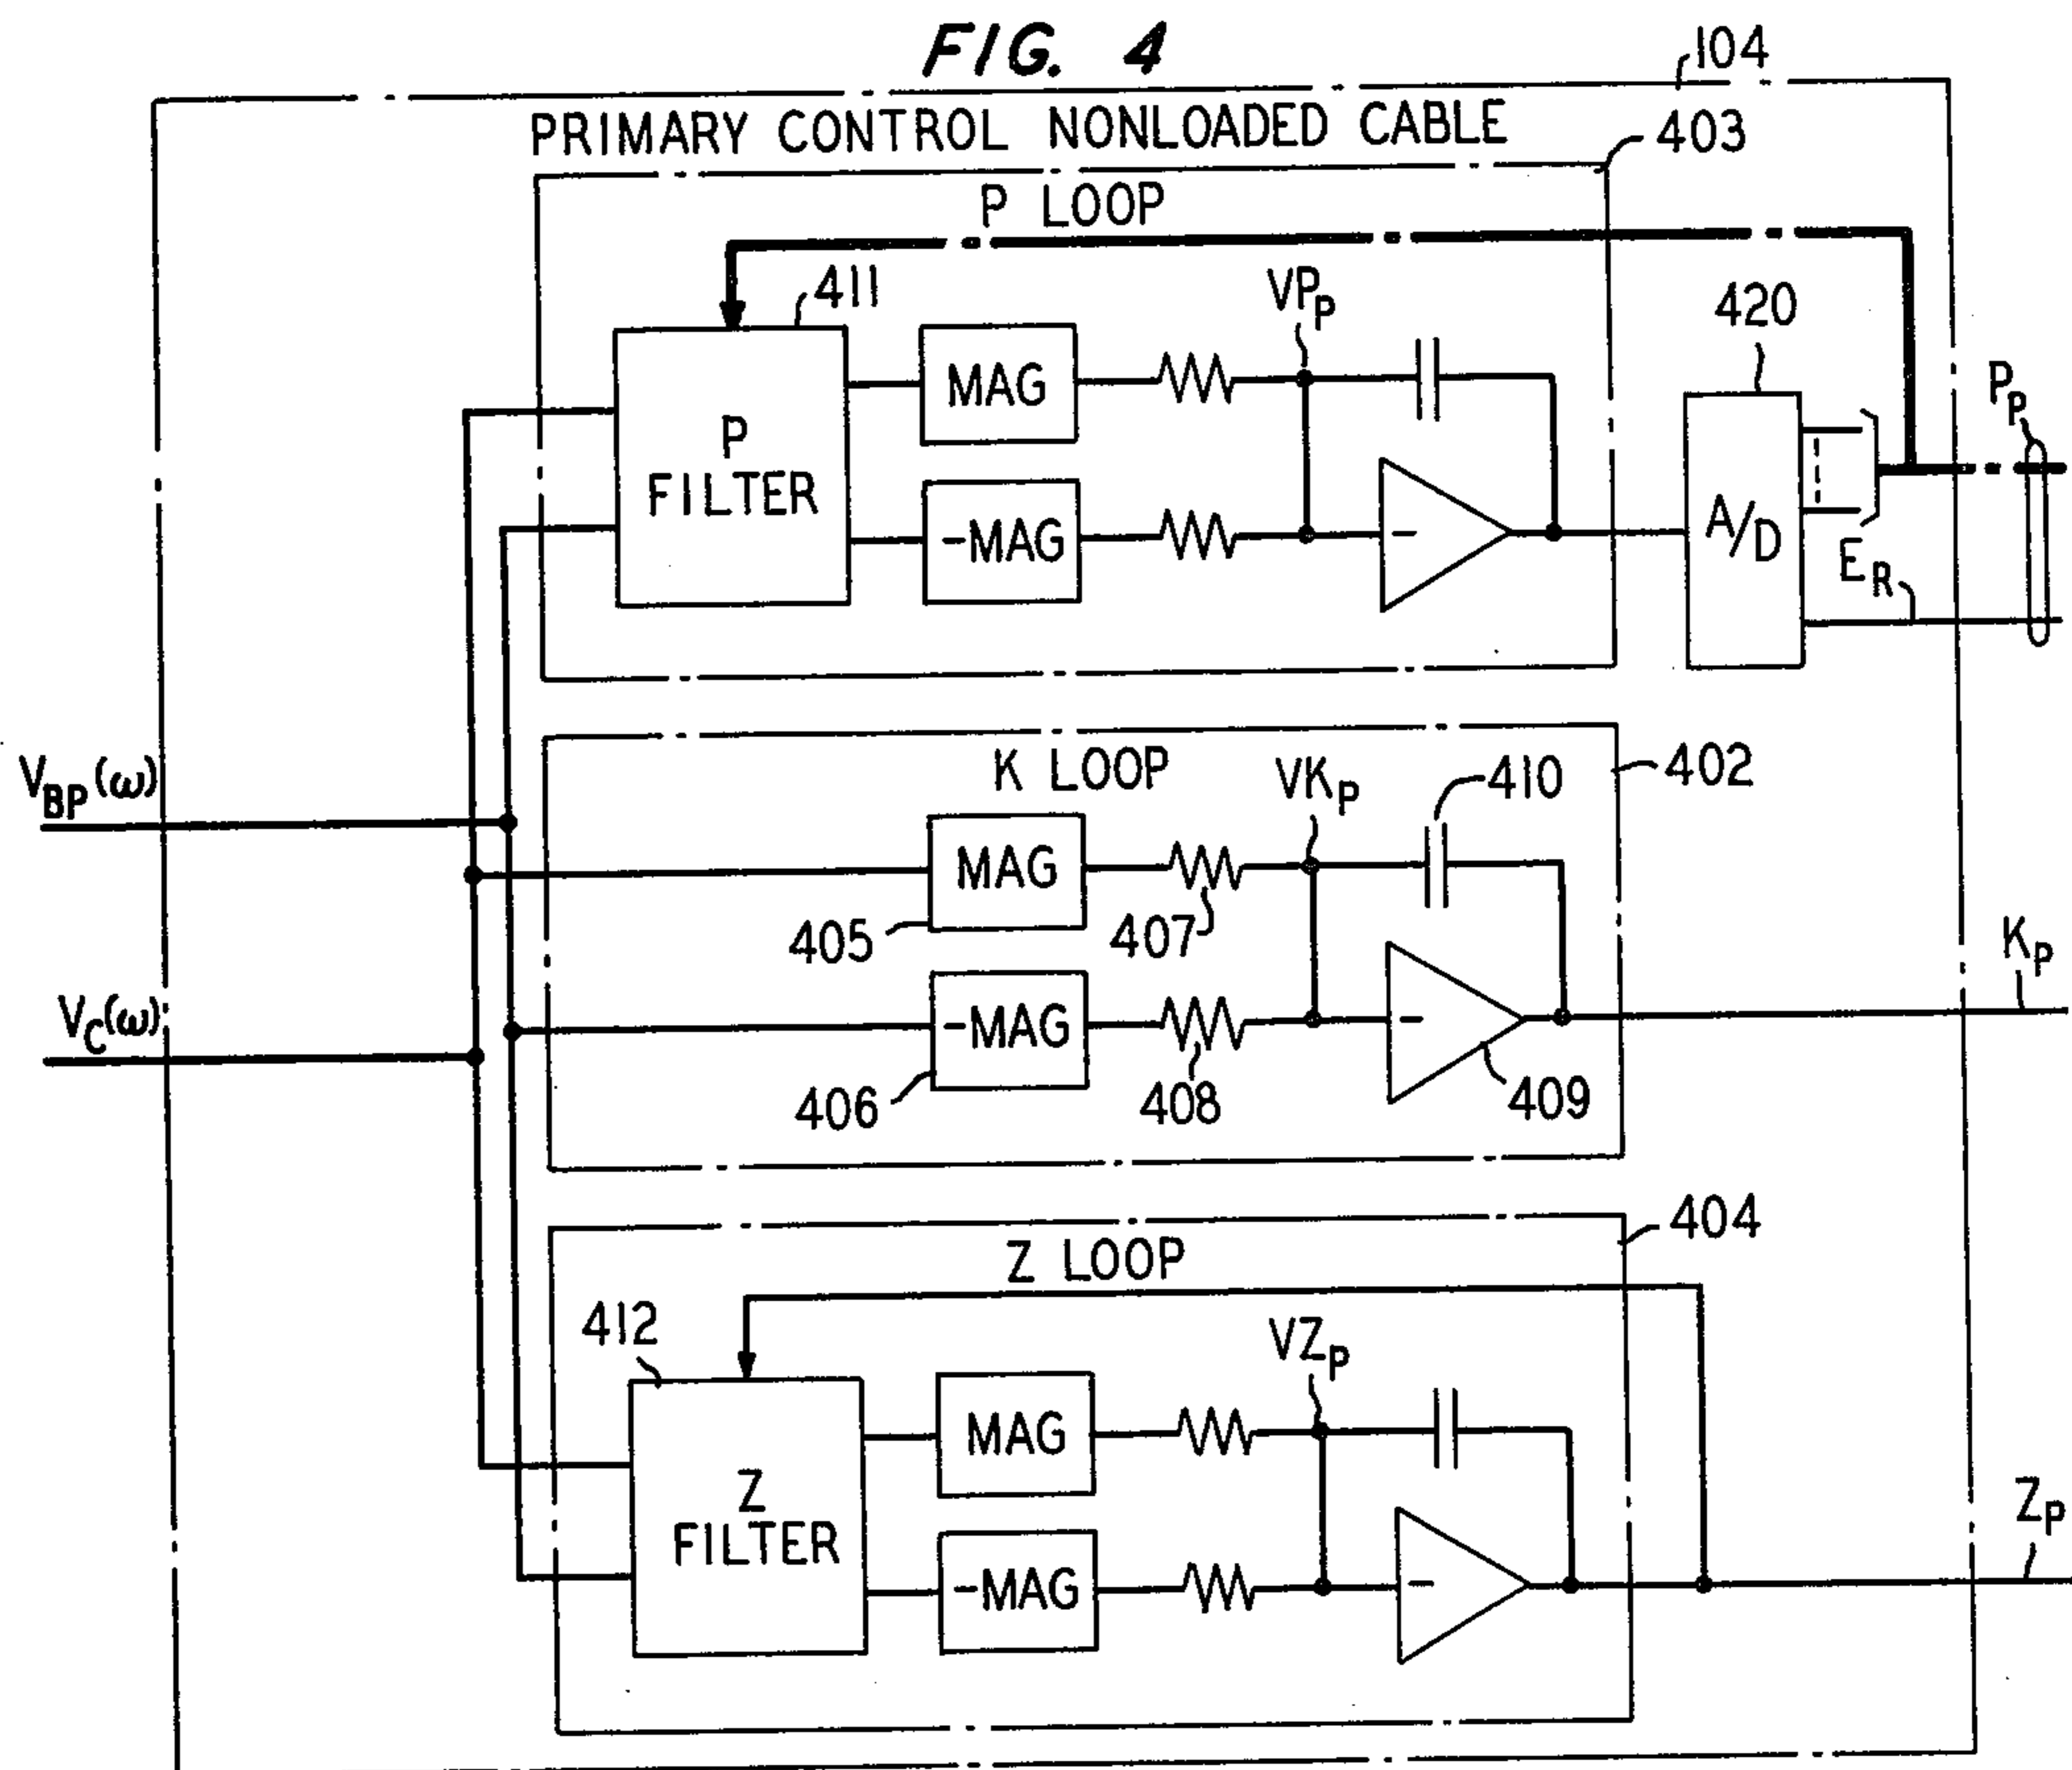 FIG. 4
104
PRIMARY CONTROL NONLOADED CABLE
403
P LOOP
411
VPP
420
PP
MAG
P
FILTER
-MAG
-
A/D
ER
VBP(ω)
K LOOP
VKP
410
402
MAG
405
407
KP
VC(ω)
-MAG
-
406
408
409
404
Z LOOP
412
VZP
MAG
Z
FILTER
ZP
-MAG
-